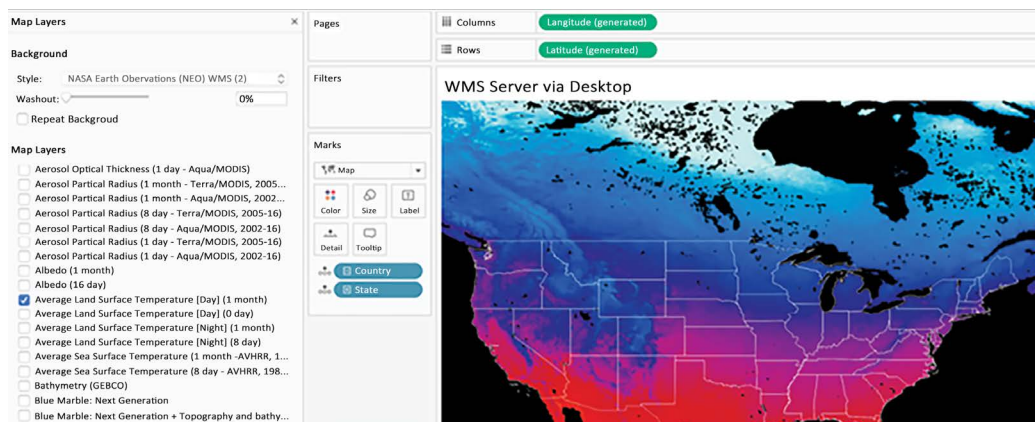 Map Layers ×
Background
Style: NASA Earth Obervations (NEO) WMS (2)
Washout: 0%
Repeat Backgroud
Map Layers
Aerosol Optical Thickness (1 day - Aqua/MODIS)
Aerosol Partical Radius (1 month - Terra/MODIS, 2005...
Aerosol Partical Radius (1 month - Aqua/MODIS, 2002...
Aerosol Partical Radius (8 day - Terra/MODIS, 2005-16)
Aerosol Partical Radius (8 day - Aqua/MODIS, 2002-16)
Aerosol Partical Radius (1 day - Terra/MODIS, 2005-16)
Aerosol Partical Radius (1 day - Aqua/MODIS, 2002-16)
Albedo (1 month)
Albedo (16 day)
Average Land Surface Temperature [Day] (1 month)
Average Land Surface Temperature [Day] (0 day)
Average Land Surface Temperature [Night] (1 month)
Average Land Surface Temperature [Night] (8 day)
Average Sea Surface Temperature (1 month -AVHRR, 1...
Average Sea Surface Temperature (8 day - AVHRR, 198...
Bathymetry (GEBCO)
Blue Marble: Next Generation
Blue Marble: Next Generation + Topography and bathy...
Pages
Filters
Marks
Map
Color Size Label
Detail Tooltip
Country
State
Columns Langitude (generated)
Rows Latitude (generated)
WMS Server via Desktop